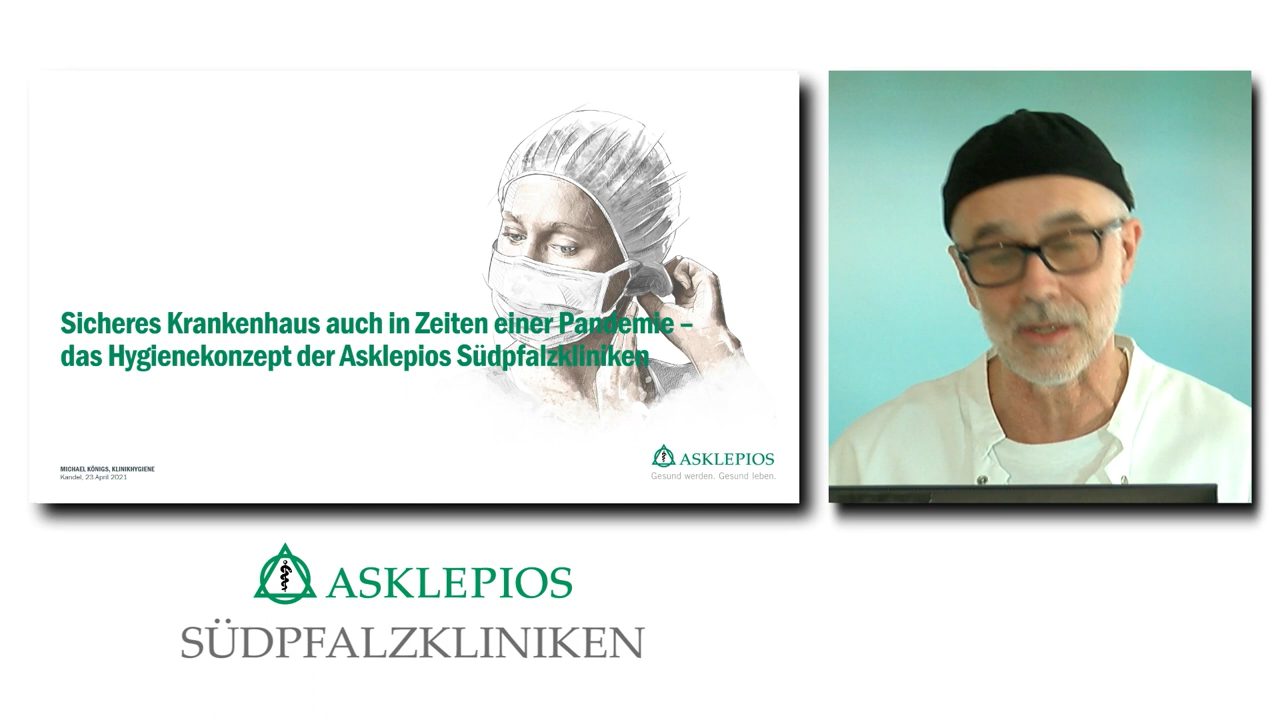 Sicheres Krankenhaus auch in Zeiten einer Pandemie –
das Hygienekonzept der Asklepios Südpfalzkliniken
MICHAEL KÖNIGS, KLINIKHYGIENE
Kandel, 23.April 2021
ASKLEPIOS
Gesund werden. Gesund leben.
ASKLEPIOS
SÜDPFALZKLINIKEN